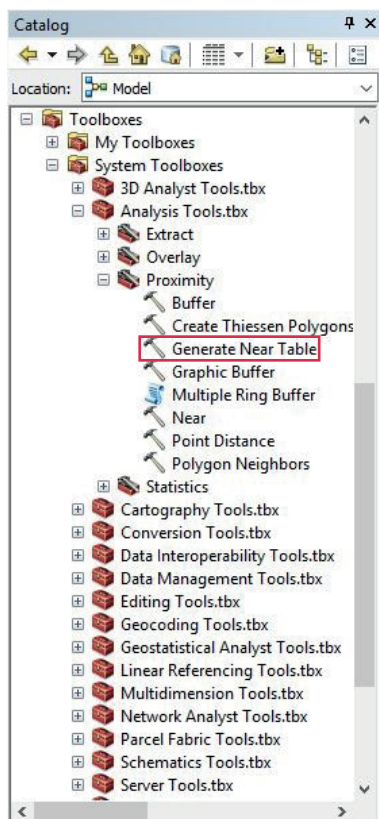 Catalog
Location: Model
Toolboxes
My Toolboxes
System Toolboxes
3D Analyst Tools.tbx
Analysis Tools.tbx
Extract
Overlay
Proximity
Buffer
Create Thiessen Polygons
Generate Near Table
Graphic Buffer
Multiple Ring Buffer
Near
Point Distance
Polygon Neighbors
Statistics
Cartography Tools.tbx
Conversion Tools.tbx
Data Interoperability Tools.tbx
Data Management Tools.tbx
Editing Tools.tbx
Geocoding Tools.tbx
Geostatistical Analyst Tools.tbx
Linear Referencing Tools.tbx
Multidimension Tools.tbx
Network Analyst Tools.tbx
Parcel Fabric Tools.tbx
Schematics Tools.tbx
Server Tools.tbx